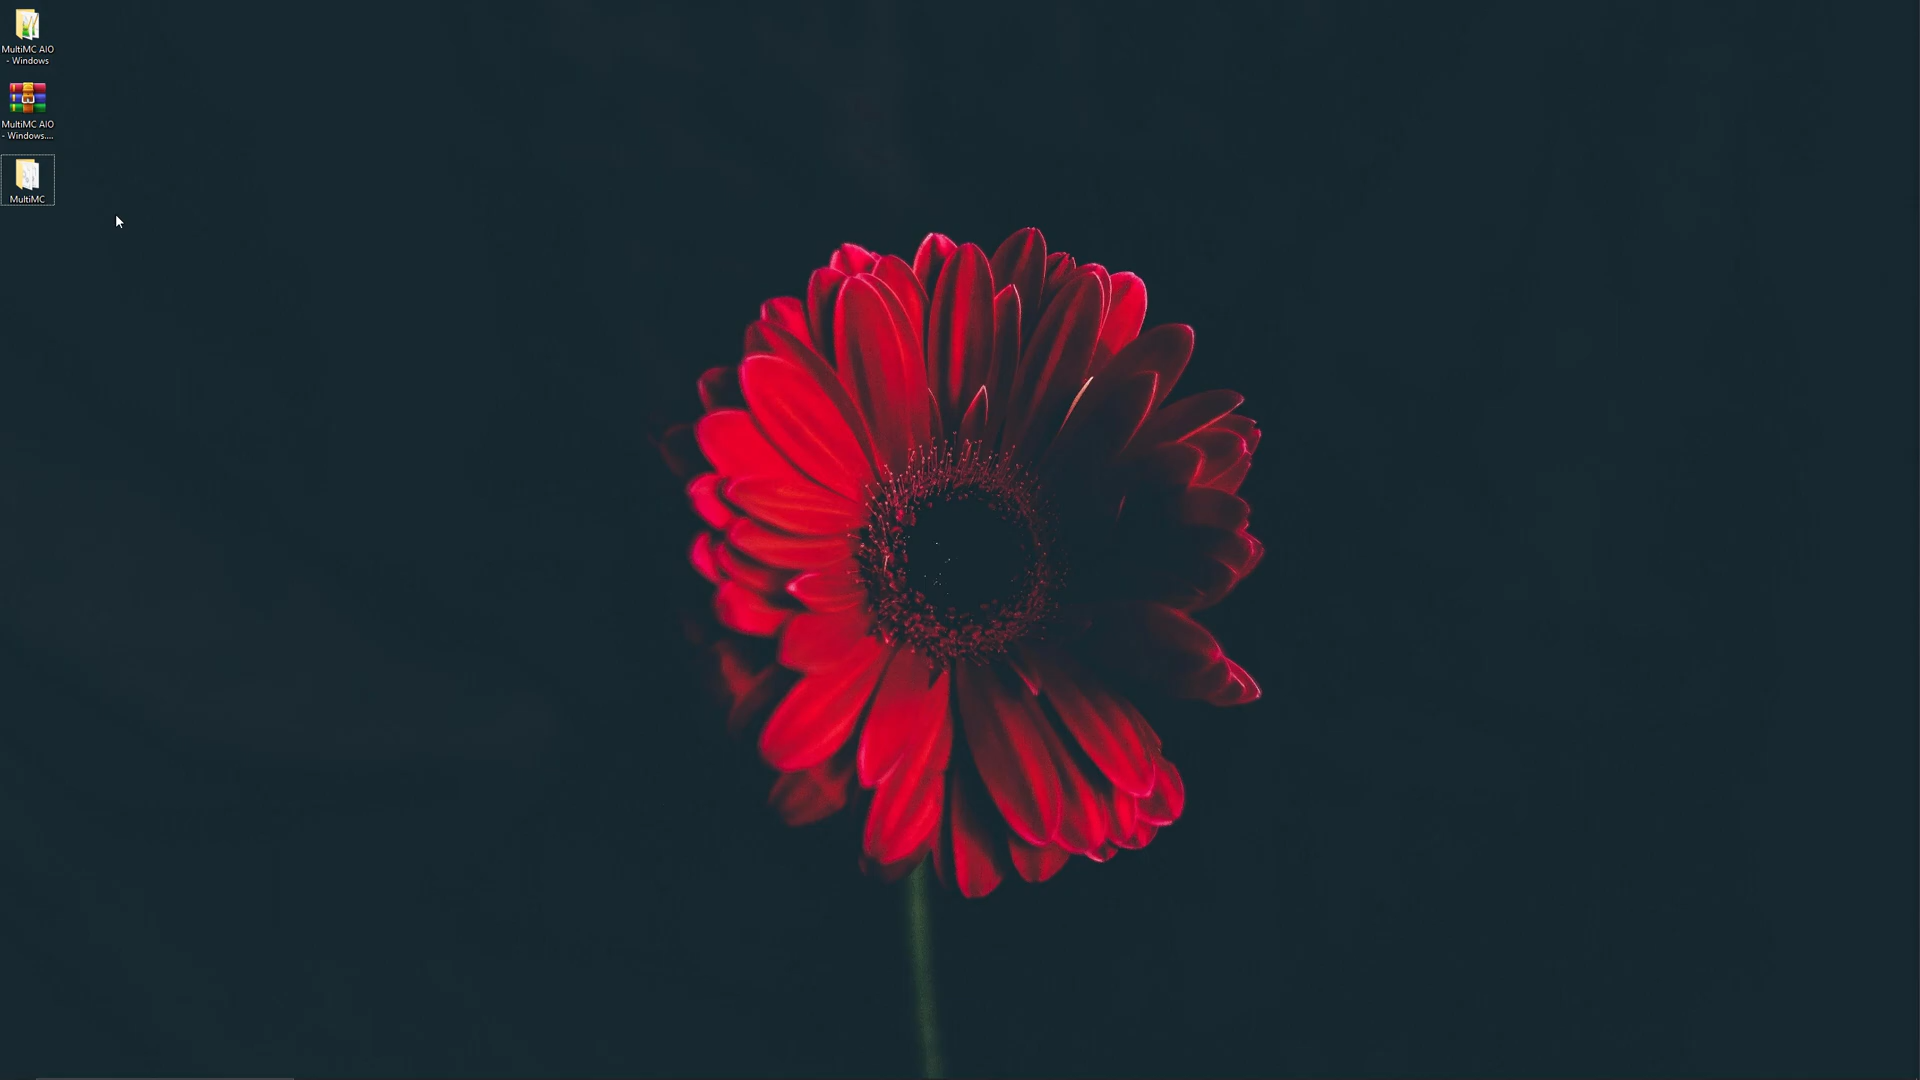 MultiMC AIO
- Windows
MultiMC AIO
- Windows....
MultiMC